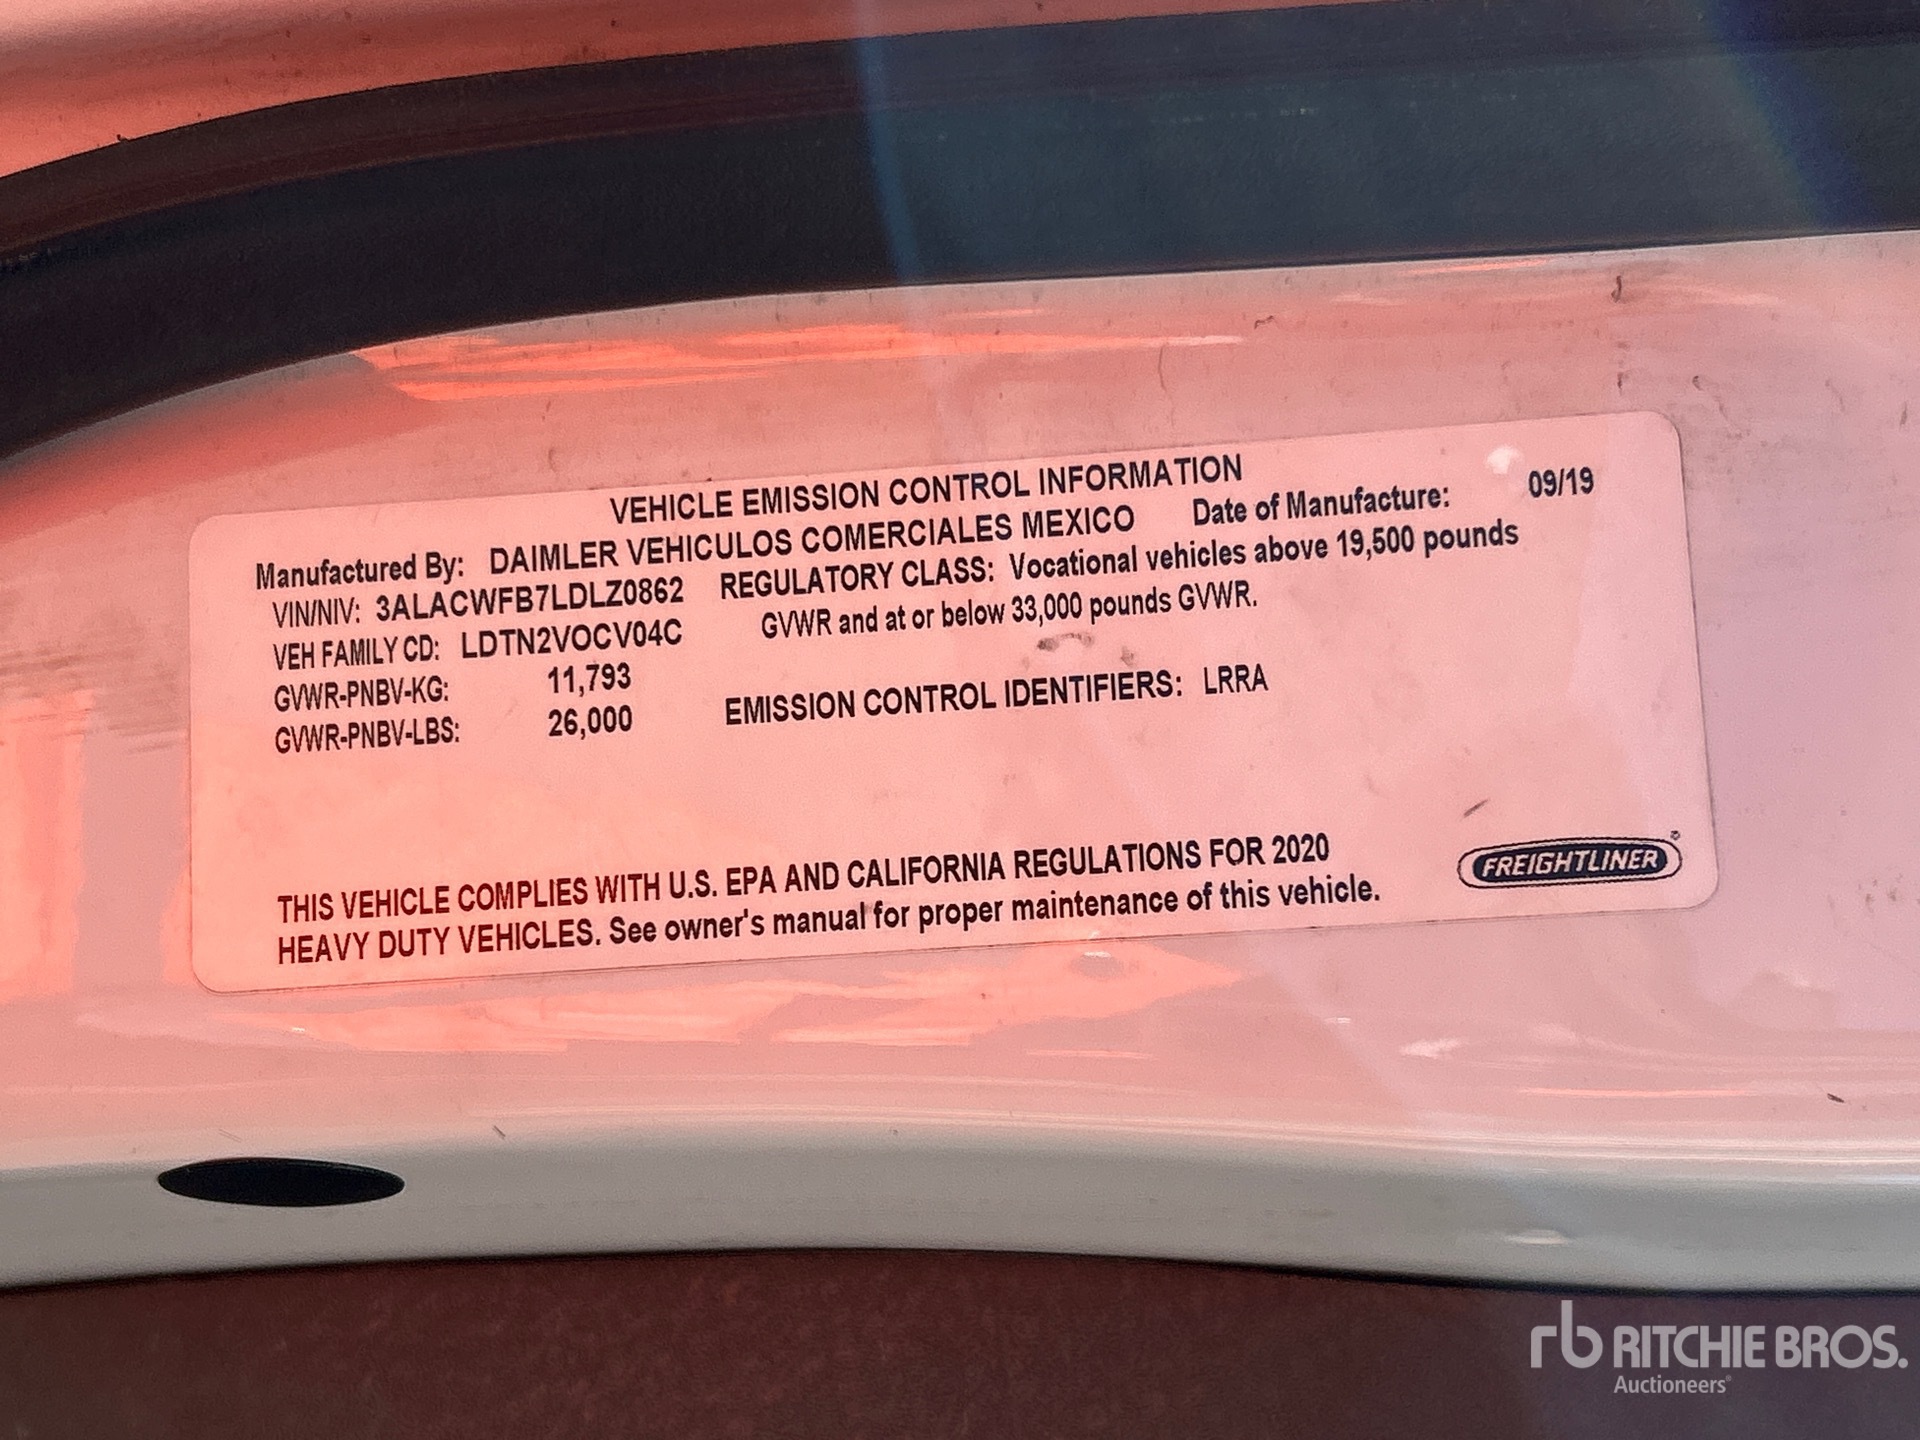 VEHICLE EMISSION CONTROL INFORMATION
Manufactured By: DAIMLER VEHICULOS COMERCIALES MEXICO Date of Manufacture: 09/19
VIN/NIV: 3ALACWFB7LDLZ0862 REGULATORY CLASS: Vocational vehicles above 19,500 pounds
VEH FAMILY CD: LDTN2VOCV04C GVWR and at or below 33,000 pounds GVWR.
GVWR-PNBV-KG: 11,793
GVWR-PNBV-LBS: 26,000 EMISSION CONTROL IDENTIFIERS: LRRA
THIS VEHICLE COMPLIES WITH U.S. EPA AND CALIFORNIA REGULATIONS FOR 2020
HEAVY DUTY VEHICLES. See owner's manual for proper maintenance of this vehicle.
FREIGHTLINER®
rb RITCHIE BROS.
Auctioneers®